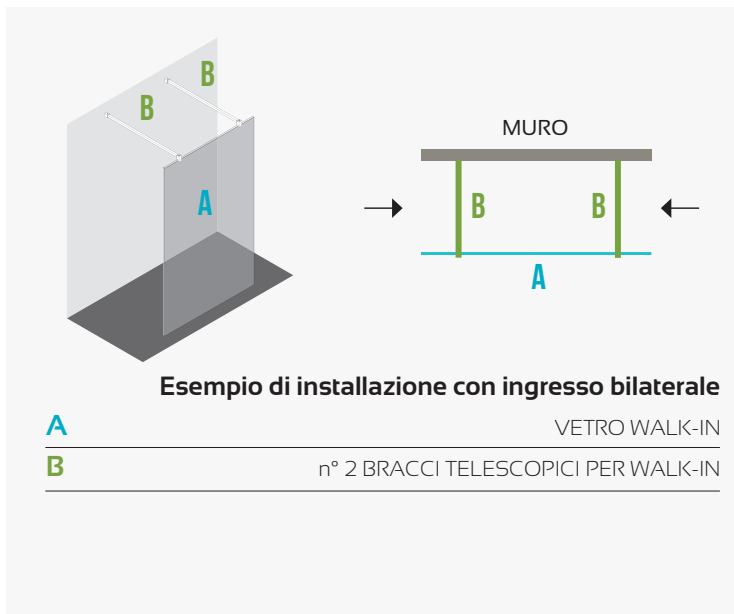 B
B
A
MURO
B
B
A
Esempio di installazione con ingresso bilaterale
A VETRO WALK-IN
B n° 2 BRACCI TELESCOPICI PER WALK-IN